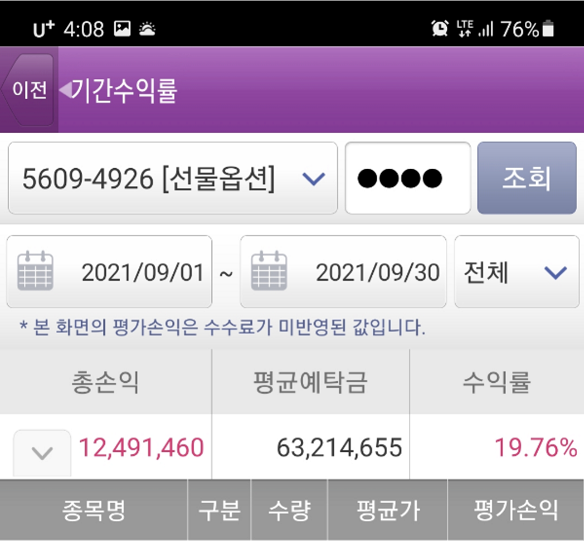 U+ 4:08 LTE 76%
이전 기간수익률
5609-4926 [선물옵션] ●●●● 조회
2021/09/01 ~ 2021/09/30 전체
* 본 화면의 평가손익은 수수료가 미반영된 값입니다.
총손익 평균예탁금 수익률
12,491,460 63,214,655 19.76%
종목명 구분 수량 평균가 평가손익